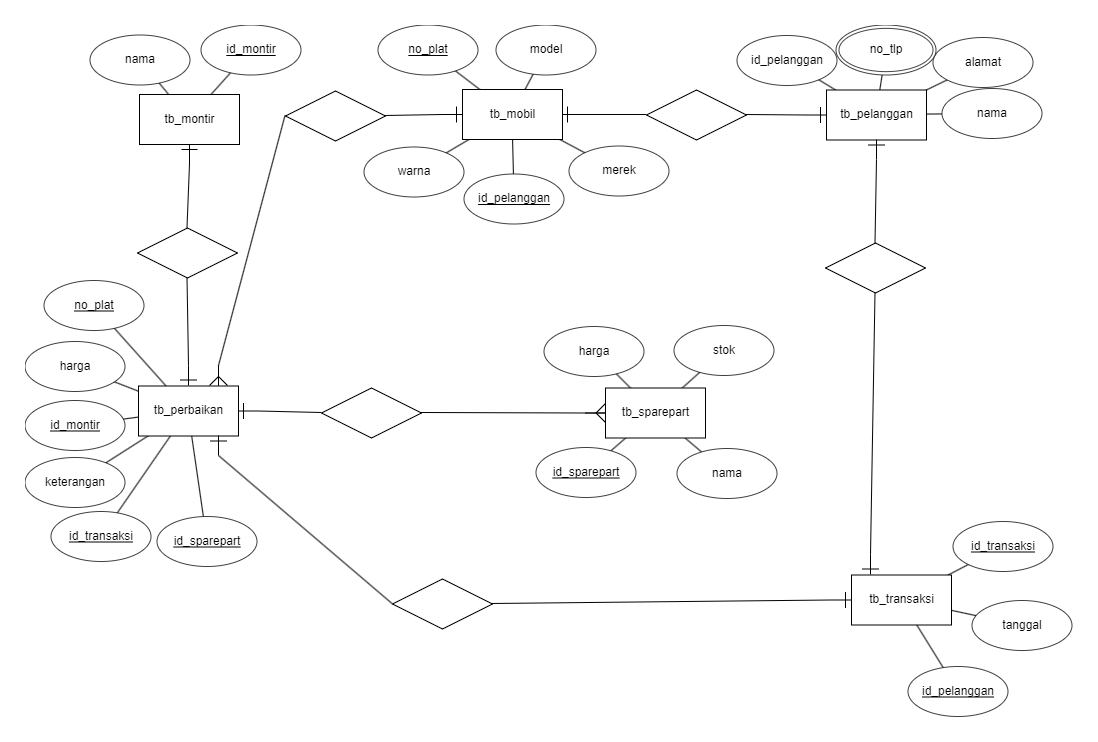 nama
id_montir
tb_montir
no_plat
model
tb_mobil
warna
id_pelanggan
merek
id_pelanggan
no_tlp
alamat
tb_pelanggan
nama
no_plat
harga
id_montir
keterangan
id_transaksi
id_sparepart
tb_perbaikan
harga
stok
tb_sparepart
id_sparepart
nama
id_transaksi
tb_transaksi
tanggal
id_pelanggan